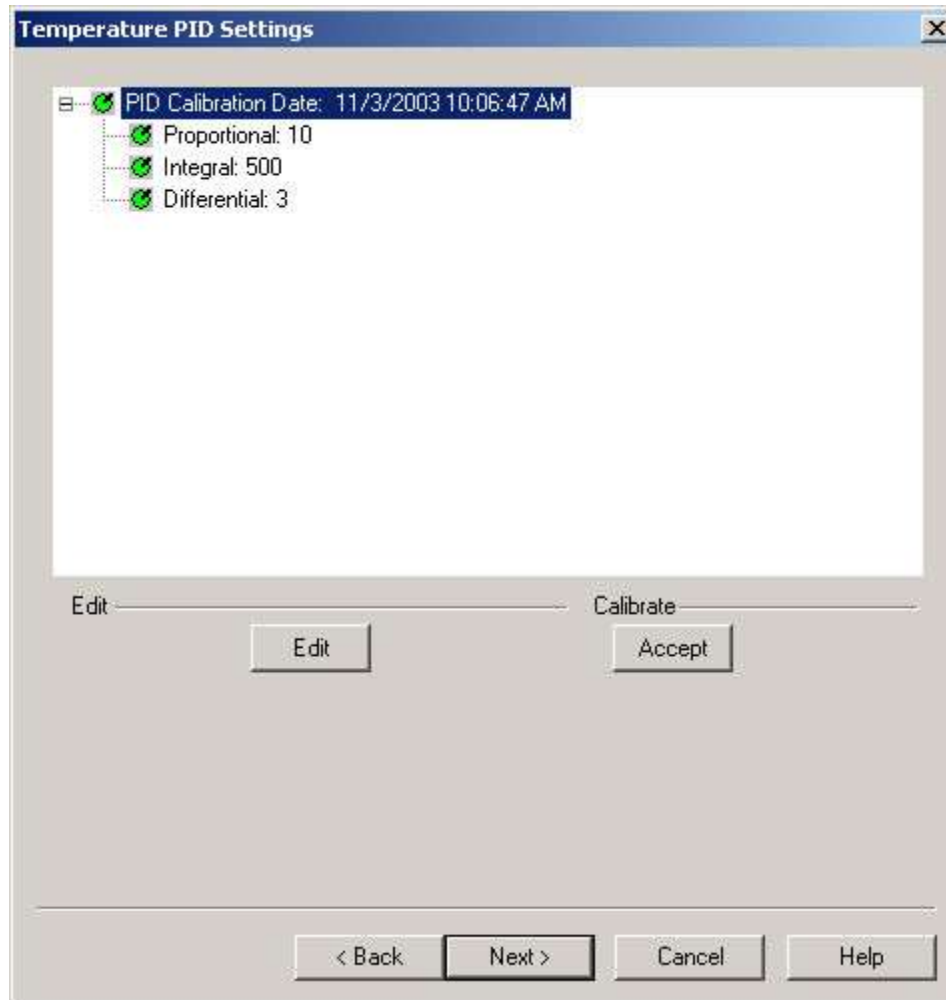 Temperature PID Settings
PID Calibration Date: 11/3/2003 10:06:47 AM
Proportional: 10
Integral: 500
Differential: 3
Edit
Calibrate
Edit
Accept
< Back
Next >
Cancel
Help